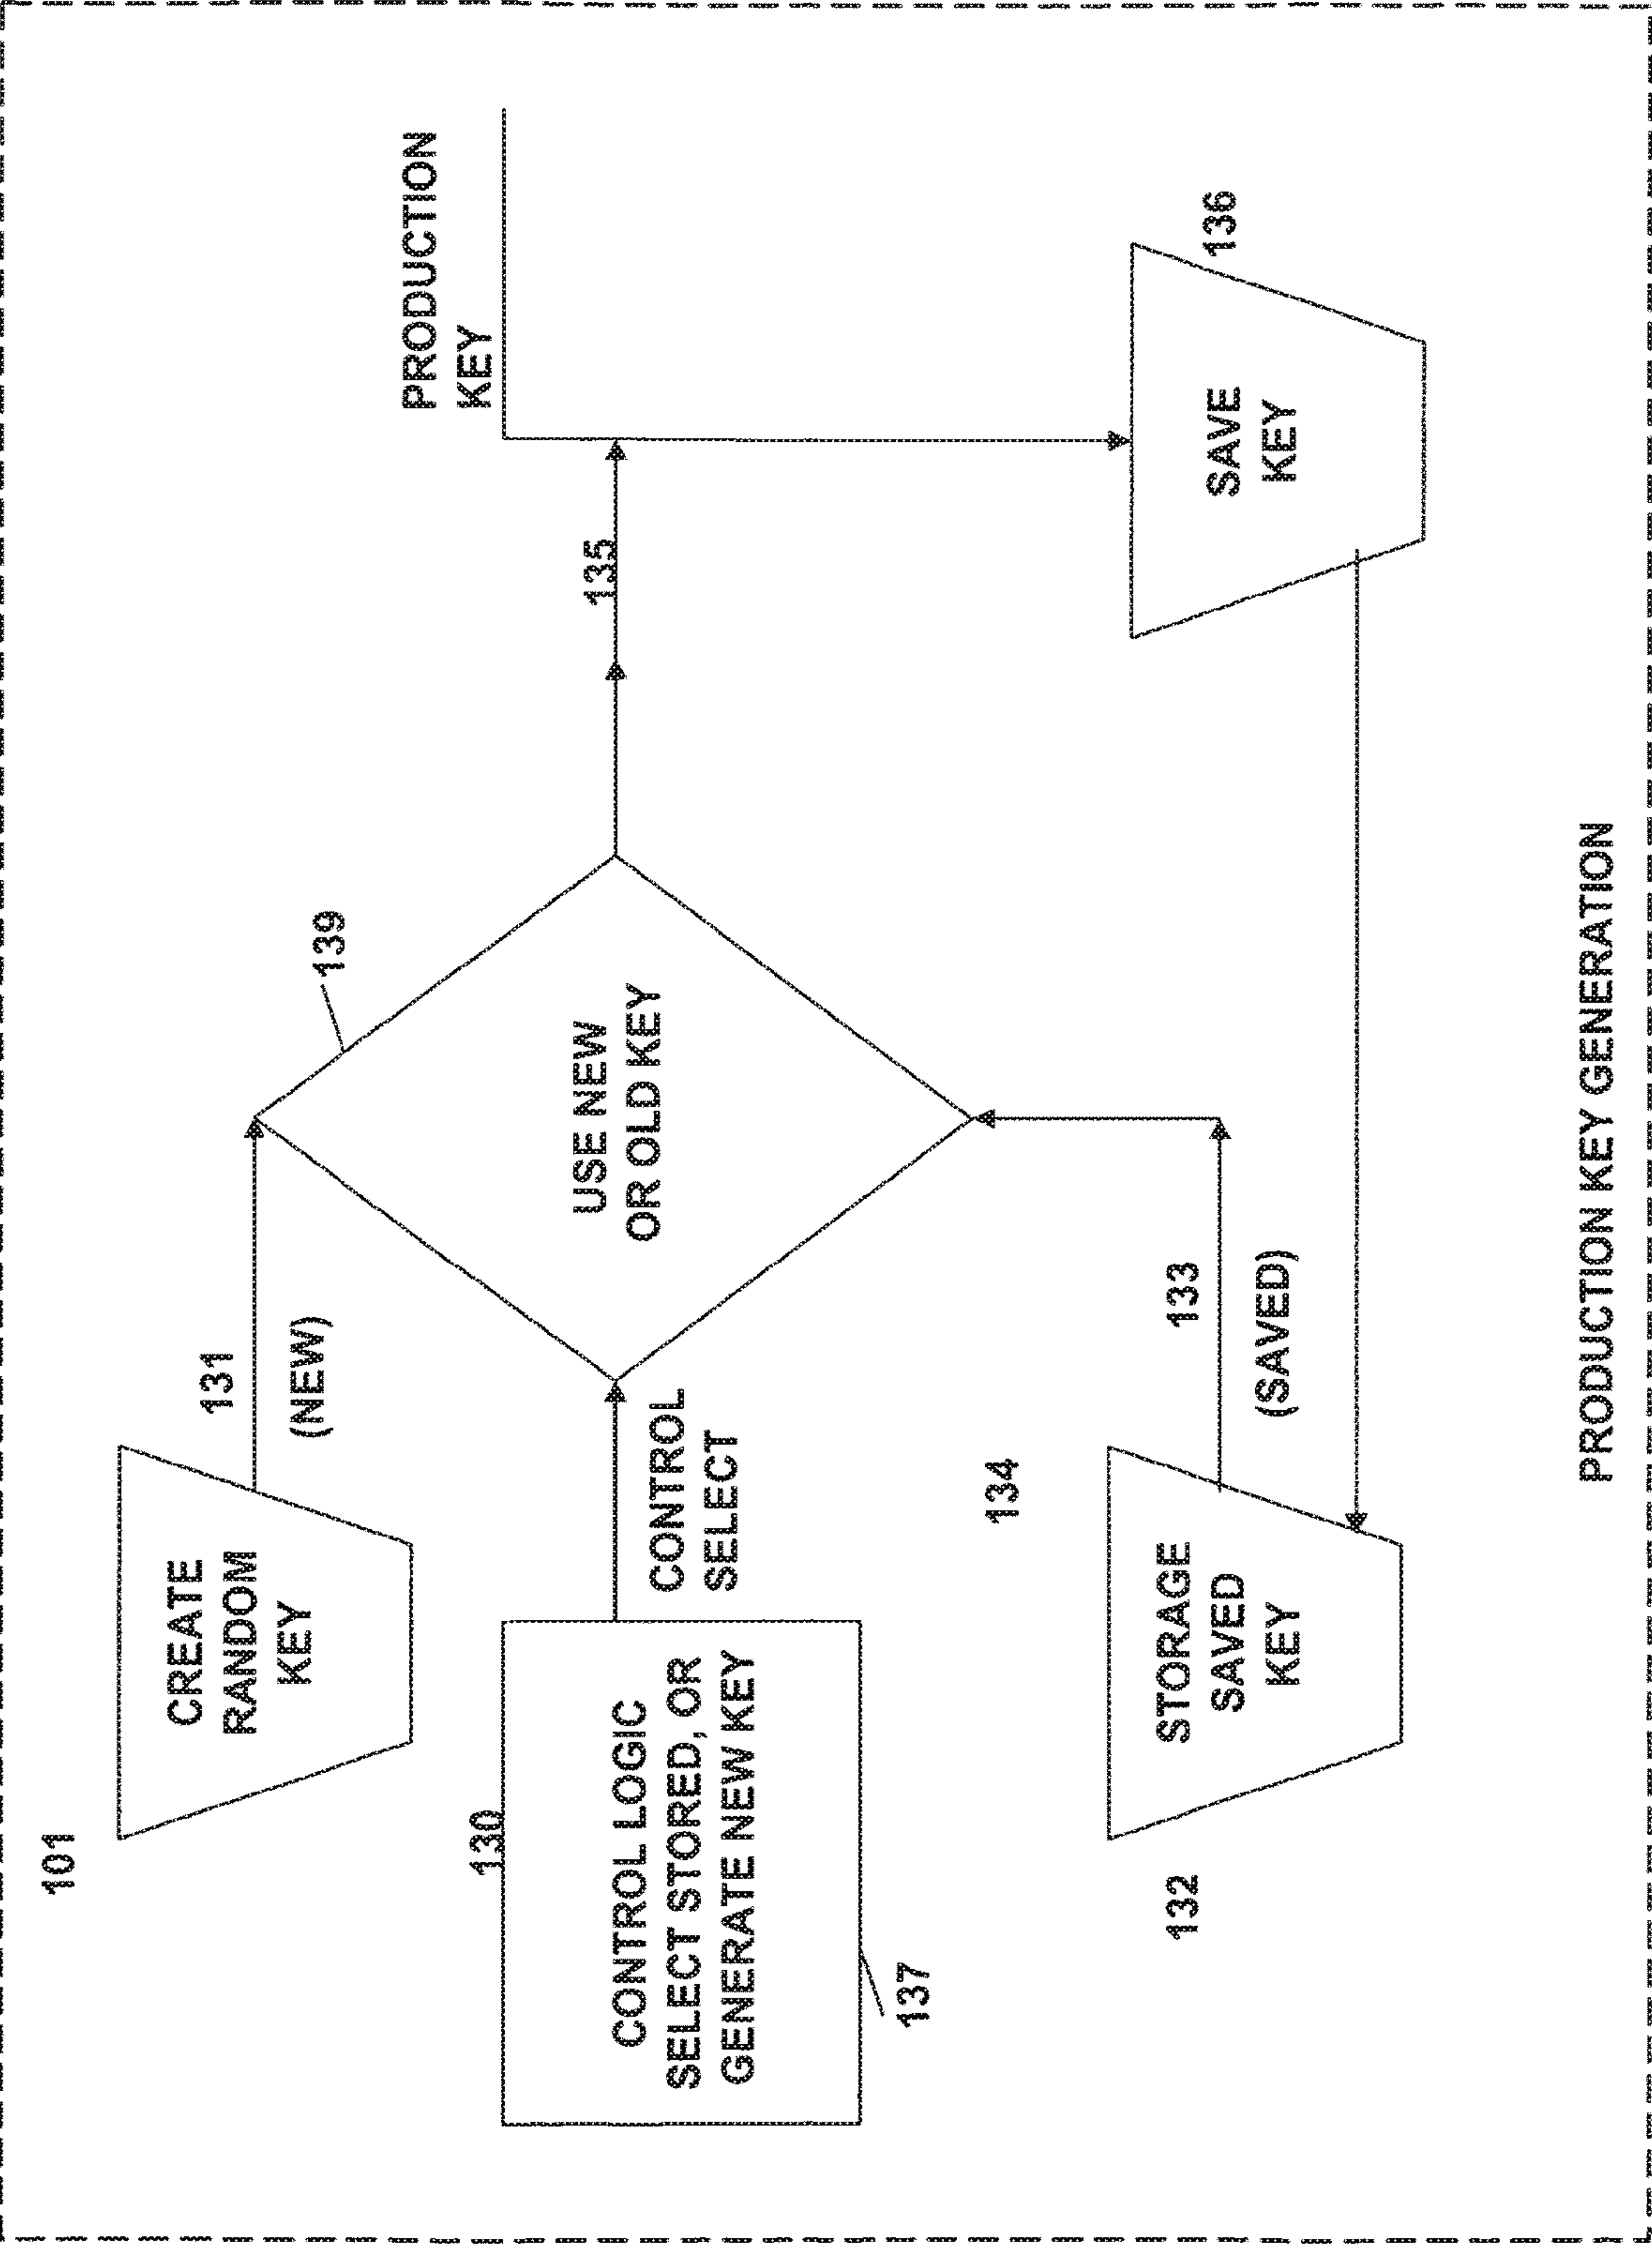 101
CREATE
RANDOM
KEY
131
(NEW)
139
PRODUCTION
KEY
130
CONTROL LOGIC
SELECT STORED, OR
GENERATE NEW KEY
137
CONTROL
SELECT
USE NEW
OR OLD KEY
135
132
STORAGE
SAVED
KEY
134
133
(SAVED)
SAVE
KEY
136
PRODUCTION KEY GENERATION